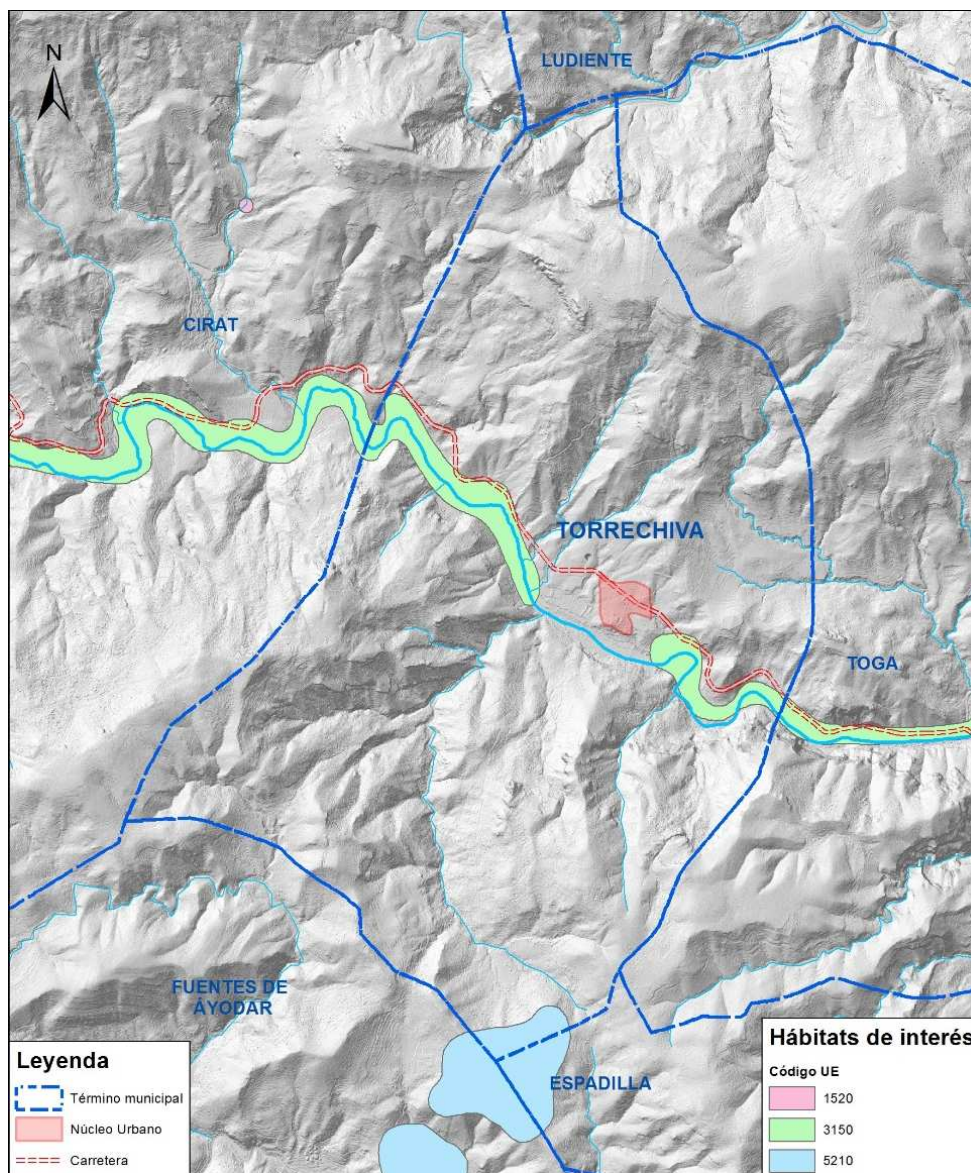 N
LUDIENTE
CIRAT
TORRECHIVA
TOGA
FUENTES DE
ÁYODAR
ESPADILLA
Leyenda
Término municipal
Núcleo Urbano
Carretera
Hábitats de interés
Código UE
1520
3150
5210